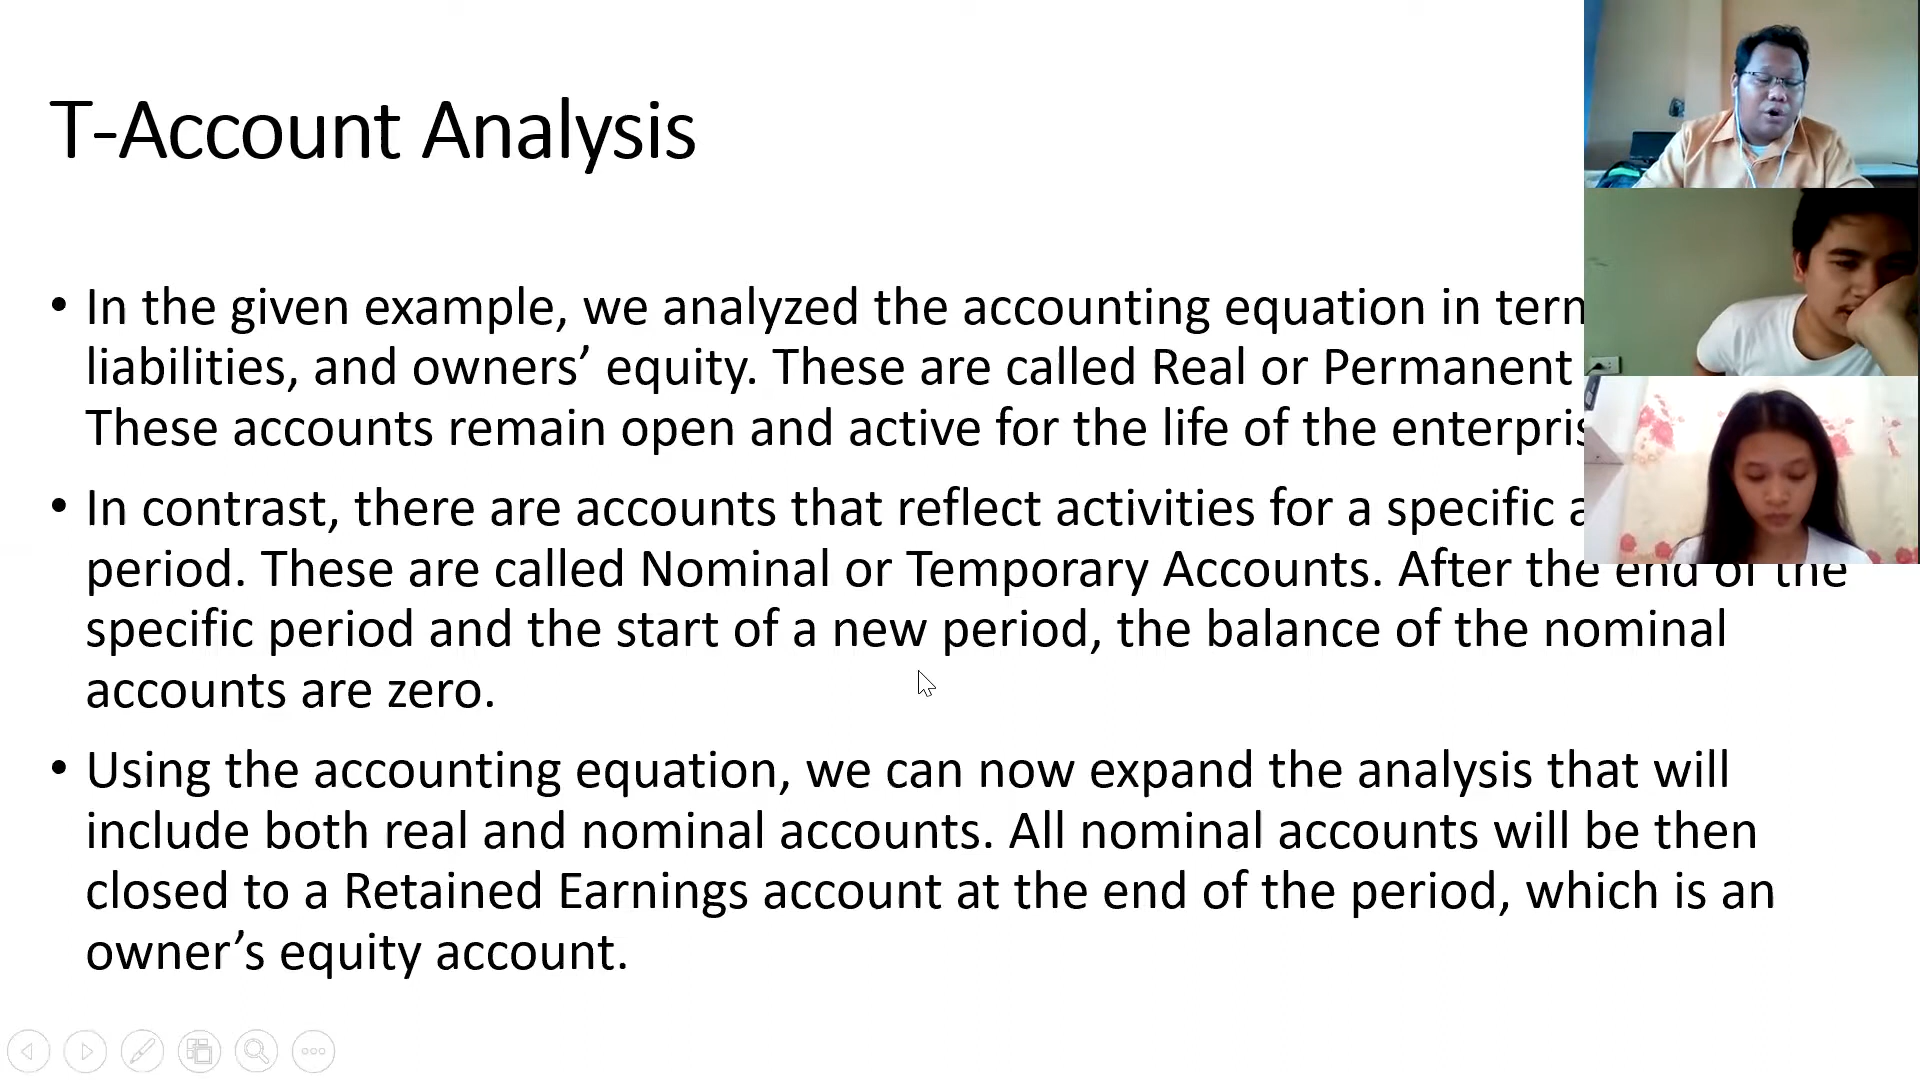 T-Account Analysis
• In the given example, we analyzed the accounting equation in
liabilities, and owners’ equity. These are called Real or Permanent
These accounts remain open and active for the life of the
• In contrast, there are accounts that reflect activities for a specific
period. These are called Nominal or Temporary Accounts. After the end of the
specific period and the start of a new period, the balance of the nominal
accounts are zero.
• Using the accounting equation, we can now expand the analysis that will
include both real and nominal accounts. All nominal accounts will be then
closed to a Retained Earnings account at the end of the period, which is an
owner’s equity account.